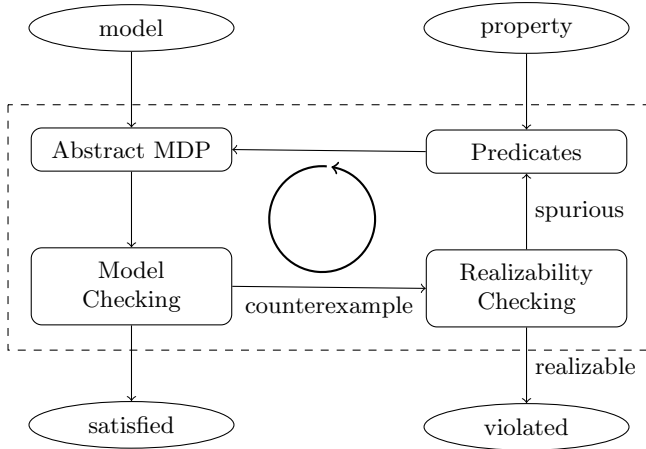 model
property
Abstract MDP
Predicates
spurious
Model
Checking
counterexample
Realizability
Checking
realizable
satisfied
violated